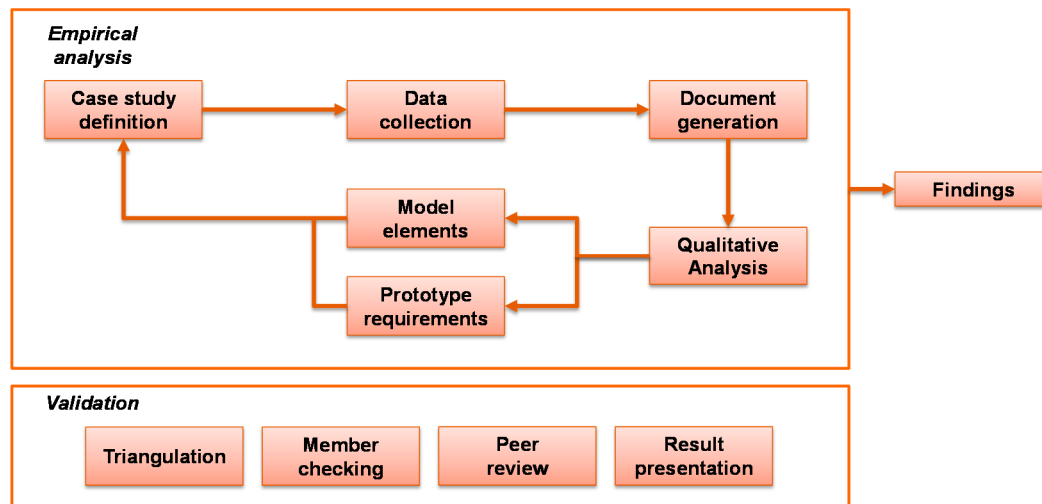 Empirical
analysis
Case study
definition
Data
collection
Document
generation
Findings
Model
elements
Qualitative
Analysis
Prototype
requirements
Validation
Triangulation
Member
checking
Peer
review
Result
presentation